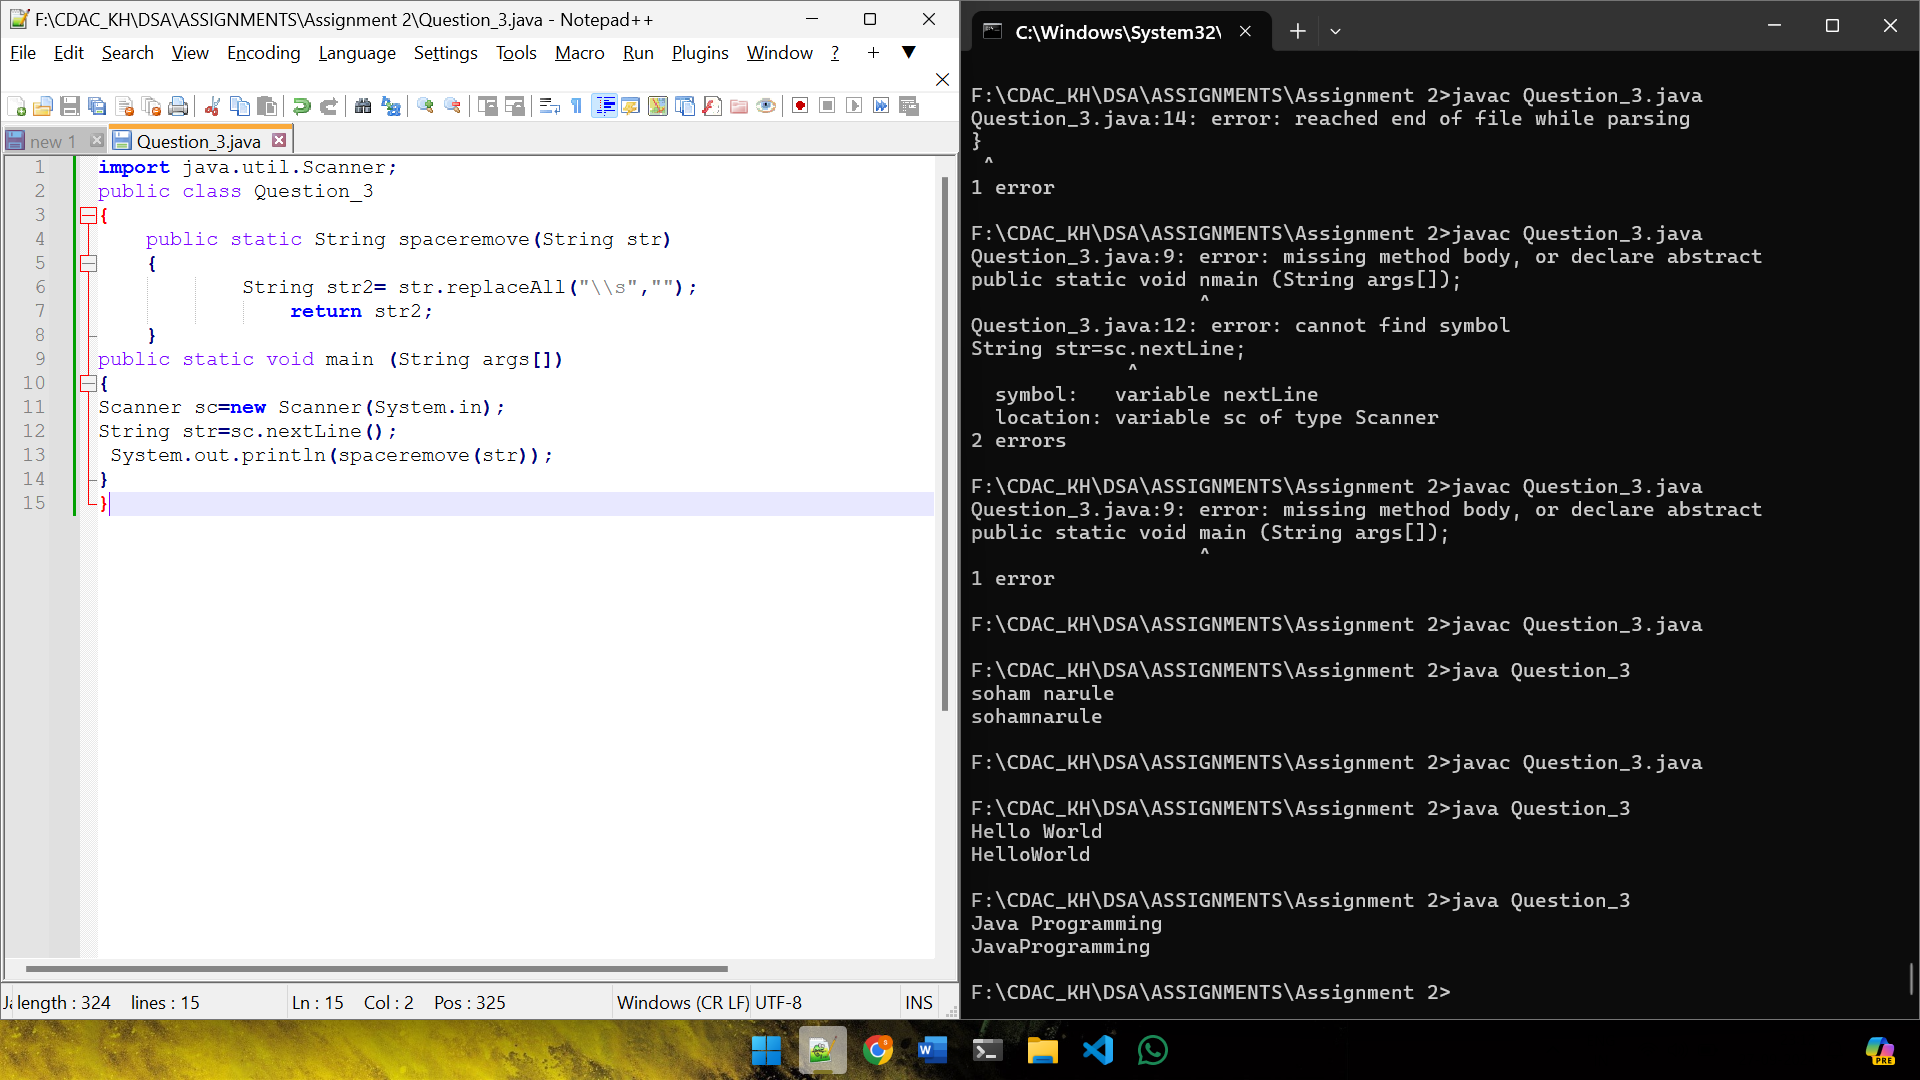 F:\CDAC_KH\DSA\ASSIGNMENTS\Assignment 2\Question_3.java - Notepad++
File Edit Search View Encoding Language Settings Tools Macro Run Plugins Window ? +
new 1
Question_3.java
1 import java.util.Scanner;
2 public class Question_3
3 {
4 public static String spaceremove(String str)
5 {
6 String str2= str.replaceAll("\\s","");
7 return str2;
8 }
9 public static void main (String args[])
10 {
11 Scanner sc=new Scanner(System.in);
12 String str=sc.nextLine();
13 System.out.println(spaceremove(str));
14 }
15 }
length : 324 lines : 15 Ln : 15 Col : 2 Pos : 325 Windows (CR LF) UTF-8 INS
C:\Windows\System32\
F:\CDAC_KH\DSA\ASSIGNMENTS\Assignment 2>javac Question_3.java
Question_3.java:14: error: reached end of file while parsing
}
^
1 error
F:\CDAC_KH\DSA\ASSIGNMENTS\Assignment 2>javac Question_3.java
Question_3.java:9: error: missing method body, or declare abstract
public static void nmain (String args[]);
^
Question_3.java:12: error: cannot find symbol
String str=sc.nextLine;
^
symbol: variable nextLine
location: variable sc of type Scanner
2 errors
F:\CDAC_KH\DSA\ASSIGNMENTS\Assignment 2>javac Question_3.java
Question_3.java:9: error: missing method body, or declare abstract
public static void main (String args[]);
^
1 error
F:\CDAC_KH\DSA\ASSIGNMENTS\Assignment 2>javac Question_3.java
F:\CDAC_KH\DSA\ASSIGNMENTS\Assignment 2>java Question_3
soham narule
sohamnarule
F:\CDAC_KH\DSA\ASSIGNMENTS\Assignment 2>javac Question_3.java
F:\CDAC_KH\DSA\ASSIGNMENTS\Assignment 2>java Question_3
Hello World
HelloWorld
F:\CDAC_KH\DSA\ASSIGNMENTS\Assignment 2>java Question_3
Java Programming
JavaProgramming
F:\CDAC_KH\DSA\ASSIGNMENTS\Assignment 2>
PRE